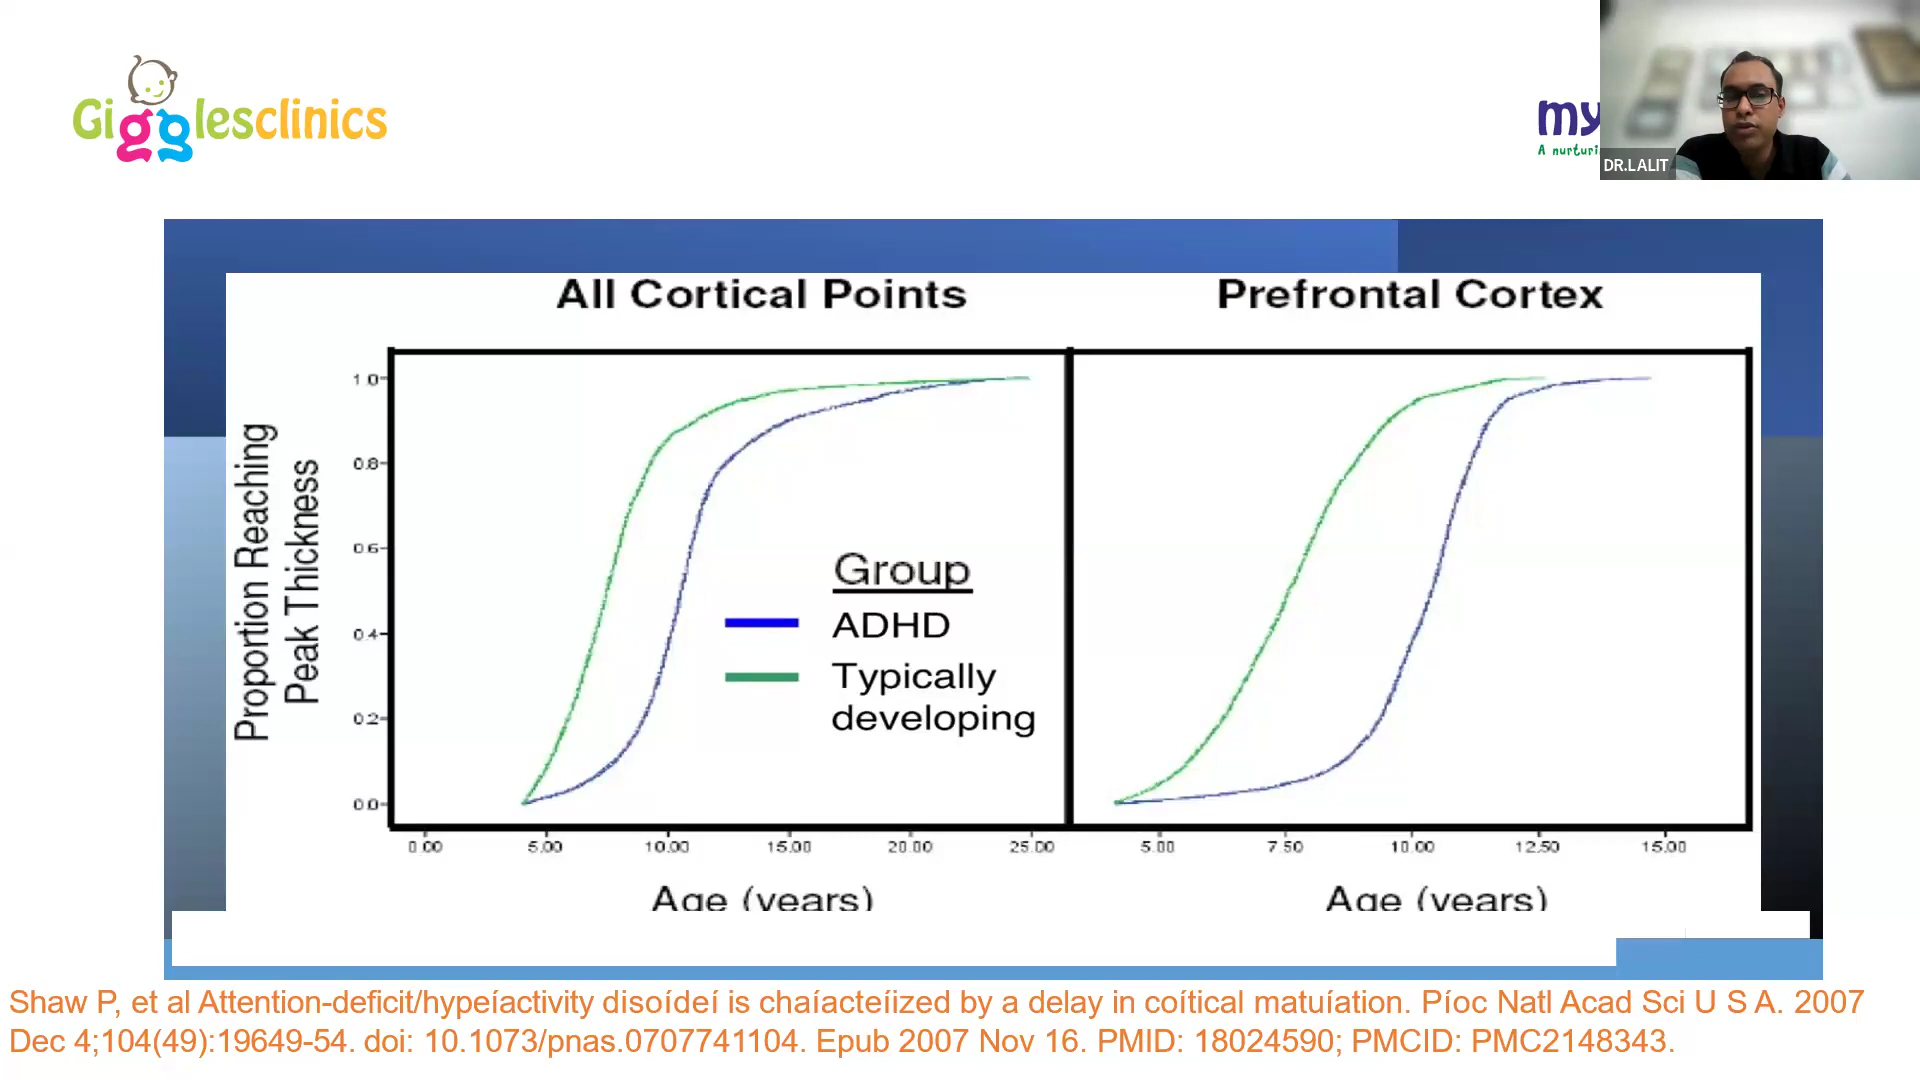 Gigglesclinics
my
A nurturi
DR.LALIT
All Cortical Points
Prefrontal Cortex
Proportion Reaching
Peak Thickness
1.0
0.8
0.6
0.4
0.2
0.0
Group
ADHD
Typically
developing
0.00 5.00 10.00 15.00 20.00 25.00
5.00 7.50 10.00 12.50 15.00
Age (years)
Age (years)
Shaw P, et al Attention-deficit/hypeíactivity disoídeí is chaíacteíized by a delay in coítical matuíation. Píoc Natl Acad Sci U S A. 2007
Dec 4;104(49):19649-54. doi: 10.1073/pnas.0707741104. Epub 2007 Nov 16. PMID: 18024590; PMCID: PMC2148343.